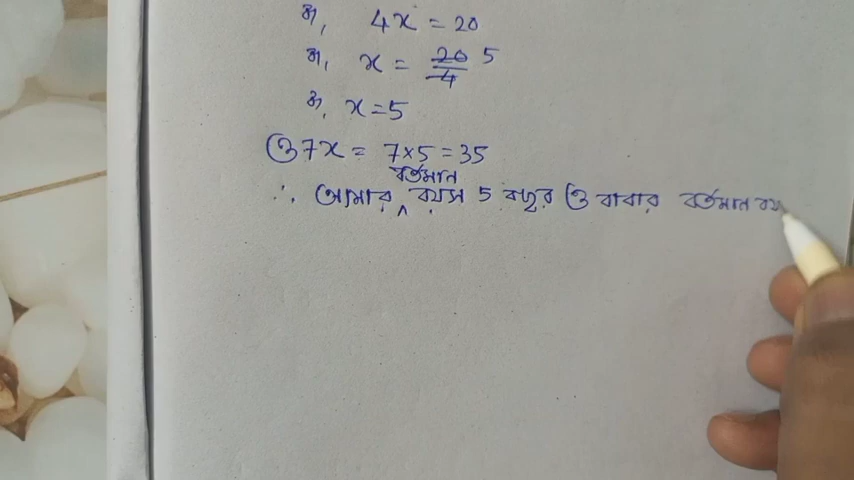 বা, 4x = 20
বা, x = 20/4 5
বা, x = 5
ও 7x = 7×5 = 35
∴ আমার বর্তমান বয়স 5 বছর ও বাবার বর্তমান বয়